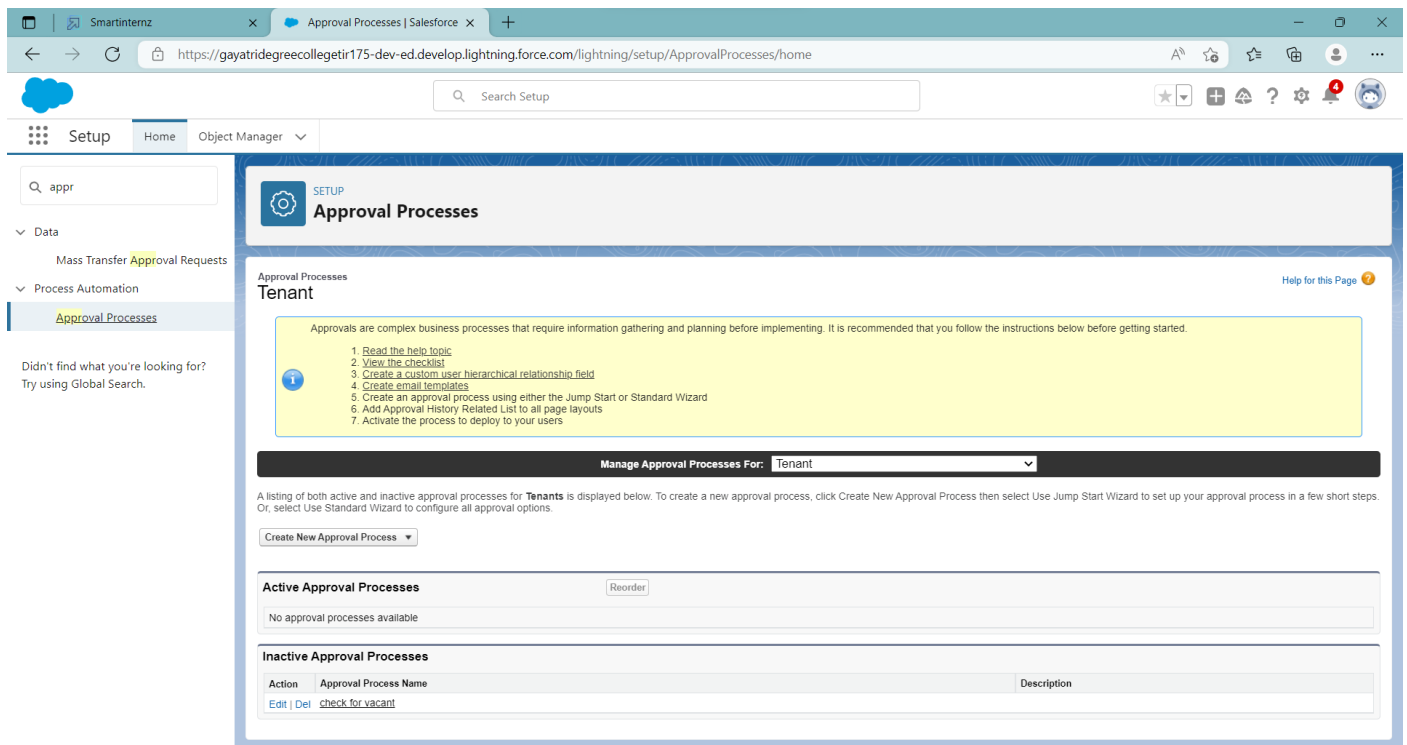 Smartinternz
Approval Processes | Salesforce
https://gayatridegreecollegetir175-dev-ed.develop.lightning.force.com/lightning/setup/ApprovalProcesses/home
Search Setup
4
Setup
Home
Object Manager
appr
Data
Mass Transfer Approval Requests
Process Automation
Approval Processes
Didn't find what you're looking for?
Try using Global Search.
SETUP
Approval Processes
Approval Processes
Tenant
Help for this Page
Approvals are complex business processes that require information gathering and planning before implementing. It is recommended that you follow the instructions below before getting started.
1. Read the help topic
2. View the checklist
3. Create a custom user hierarchical relationship field
4. Create email templates
5. Create an approval process using either the Jump Start or Standard Wizard
6. Add Approval History Related List to all page layouts
7. Activate the process to deploy to your users
Manage Approval Processes For: Tenant
A listing of both active and inactive approval processes for Tenants is displayed below. To create a new approval process, click Create New Approval Process then select Use Jump Start Wizard to set up your approval process in a few short steps.
Or, select Use Standard Wizard to configure all approval options.
Create New Approval Process
Active Approval Processes Reorder
No approval processes available
Inactive Approval Processes
Action Approval Process Name Description
Edit | Del check for vacant